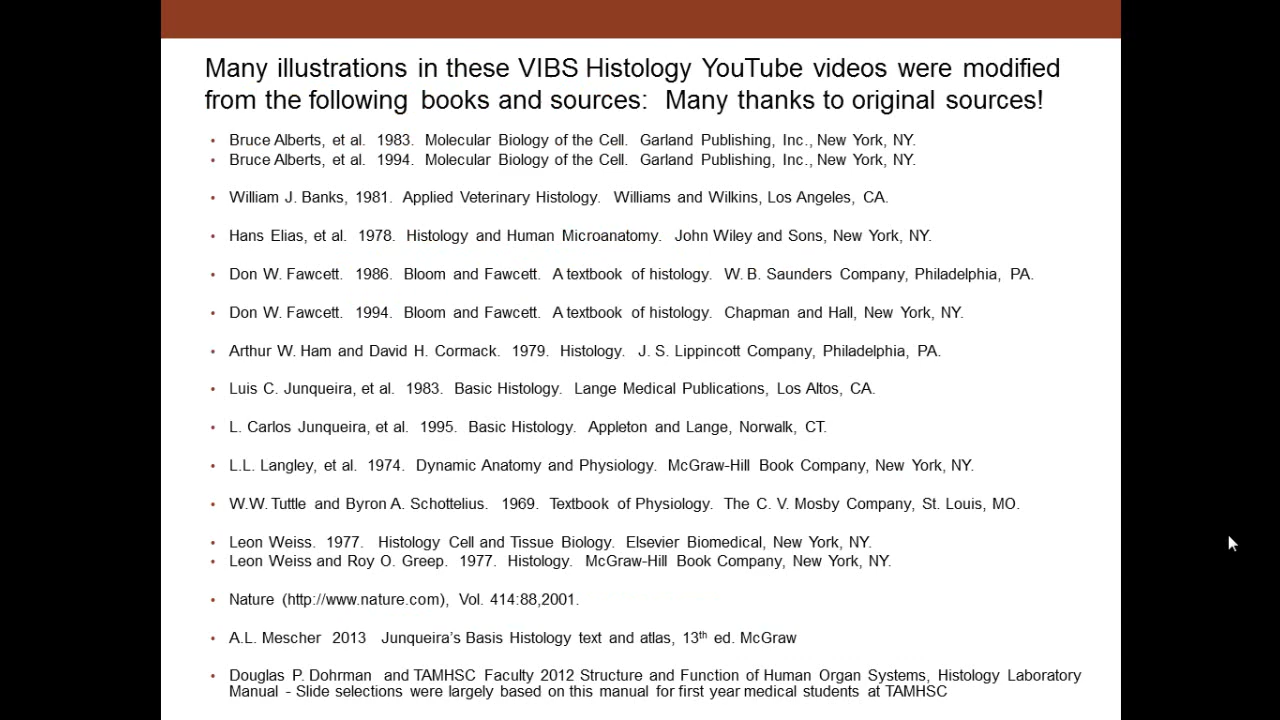 Many illustrations in these VIBS Histology YouTube videos were modified
from the following books and sources: Many thanks to original sources!
• Bruce Alberts, et al. 1983. Molecular Biology of the Cell. Garland Publishing, Inc., New York, NY.
• Bruce Alberts, et al. 1994. Molecular Biology of the Cell. Garland Publishing, Inc., New York, NY.
• William J. Banks, 1981. Applied Veterinary Histology. Williams and Wilkins, Los Angeles, CA.
• Hans Elias, et al. 1978. Histology and Human Microanatomy. John Wiley and Sons, New York, NY.
• Don W. Fawcett. 1986. Bloom and Fawcett. A textbook of histology. W. B. Saunders Company, Philadelphia, PA.
• Don W. Fawcett. 1994. Bloom and Fawcett. A textbook of histology. Chapman and Hall, New York, NY.
• Arthur W. Ham and David H. Cormack. 1979. Histology. J. S. Lippincott Company, Philadelphia, PA.
• Luis C. Junqueira, et al. 1983. Basic Histology. Lange Medical Publications, Los Altos, CA.
• L. Carlos Junqueira, et al. 1995. Basic Histology. Appleton and Lange, Norwalk, CT.
• L.L. Langley, et al. 1974. Dynamic Anatomy and Physiology. McGraw-Hill Book Company, New York, NY.
• W.W. Tuttle and Byron A. Schottelius. 1969. Textbook of Physiology. The C. V. Mosby Company, St. Louis, MO.
• Leon Weiss. 1977. Histology Cell and Tissue Biology. Elsevier Biomedical, New York, NY.
• Leon Weiss and Roy O. Greep. 1977. Histology. McGraw-Hill Book Company, New York, NY.
• Nature (http://www.nature.com), Vol. 414:88,2001.
• A.L. Mescher 2013 Junqueira's Basis Histology text and atlas, 13th ed. McGraw
• Douglas P. Dohrman and TAMHSC Faculty 2012 Structure and Function of Human Organ Systems, Histology Laboratory
Manual - Slide selections were largely based on this manual for first year medical students at TAMHSC